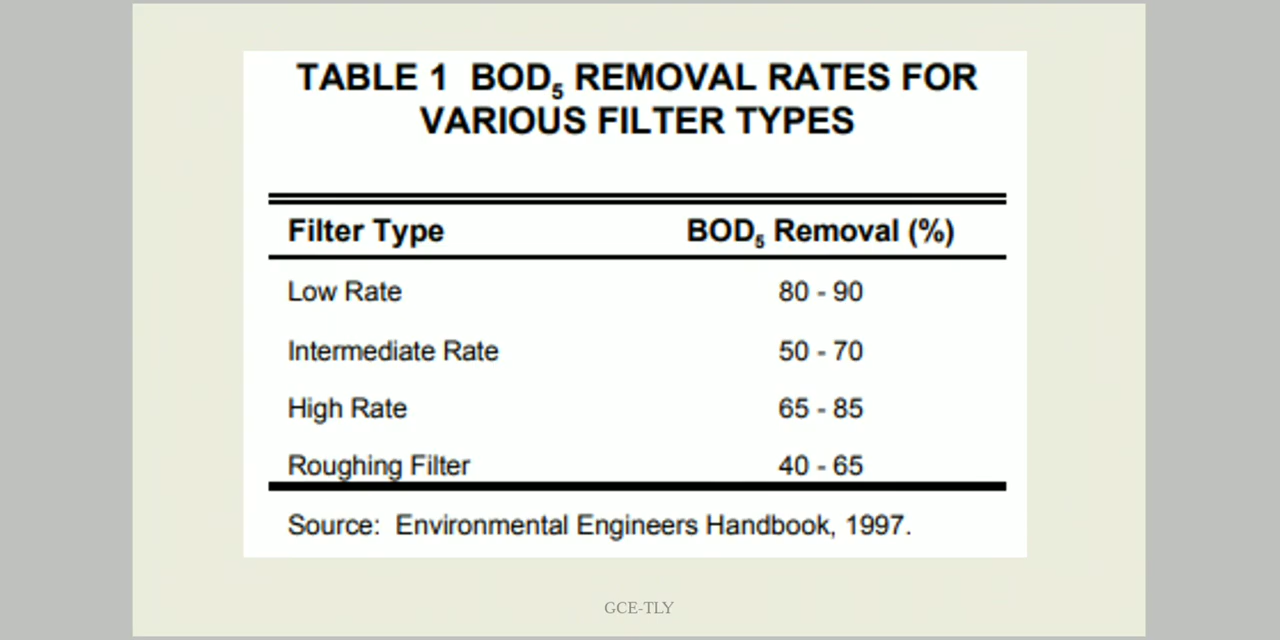 TABLE 1 BOD5 REMOVAL RATES FOR
VARIOUS FILTER TYPES
Filter Type BOD5 Removal (%)
Low Rate 80 - 90
Intermediate Rate 50 - 70
High Rate 65 - 85
Roughing Filter 40 - 65
Source: Environmental Engineers Handbook, 1997.
GCE-TLY